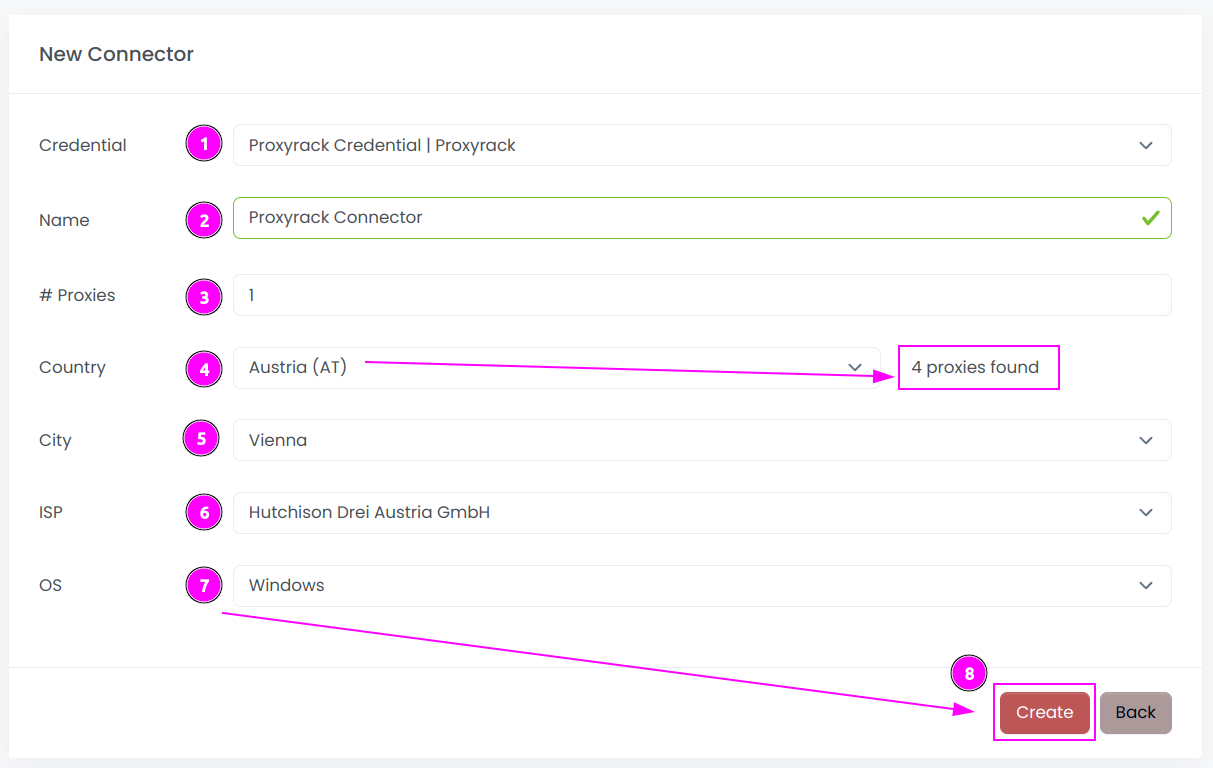 New Connector
Credential 1 Proxyrack Credential | Proxyrack
Name 2 Proxyrack Connector
# Proxies 3 1
Country 4 Austria (AT) 4 proxies found
City 5 Vienna
ISP 6 Hutchison Drei Austria GmbH
OS 7 Windows
8
Create Back